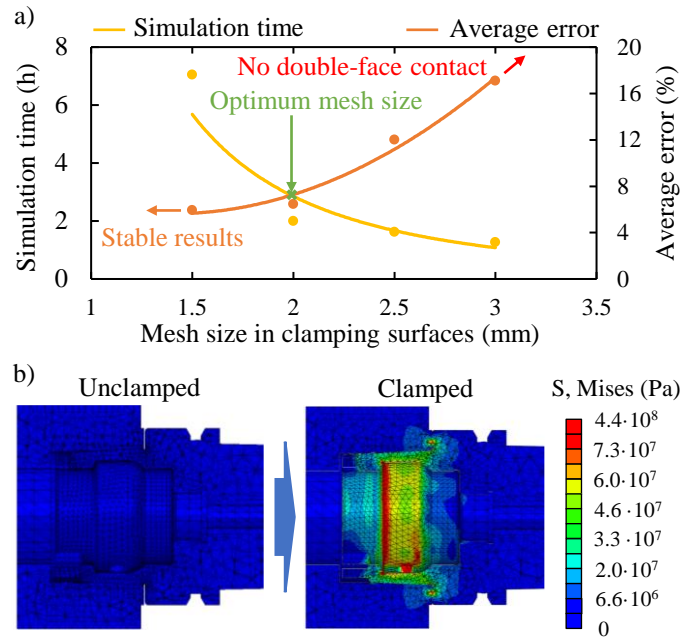 a)
Simulation time
Average error
8
6
4
2
0
20
16
12
8
4
0
Simulation time (h)
Average error (%)
No double-face contact
Optimum mesh size
Stable results
1
1.5
2
2.5
3
3.5
Mesh size in clamping surfaces (mm)
b)
Unclamped
Clamped
S, Mises (Pa)
4.4·10⁸
7.3·10⁷
6.0·10⁷
4.6·10⁷
3.3·10⁷
2.0·10⁷
6.6·10⁶
0